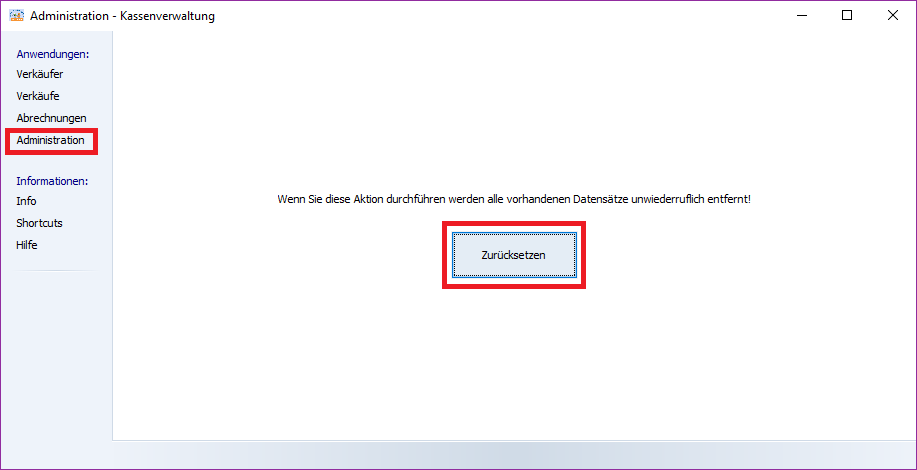 Administration - Kassenverwaltung
Anwendungen:
Verkäufer
Verkäufe
Abrechnungen
Administration
Informationen:
Info
Shortcuts
Hilfe
Wenn Sie diese Aktion durchführen werden alle vorhandenen Datensätze unwiederruflich entfernt!
Zurücksetzen